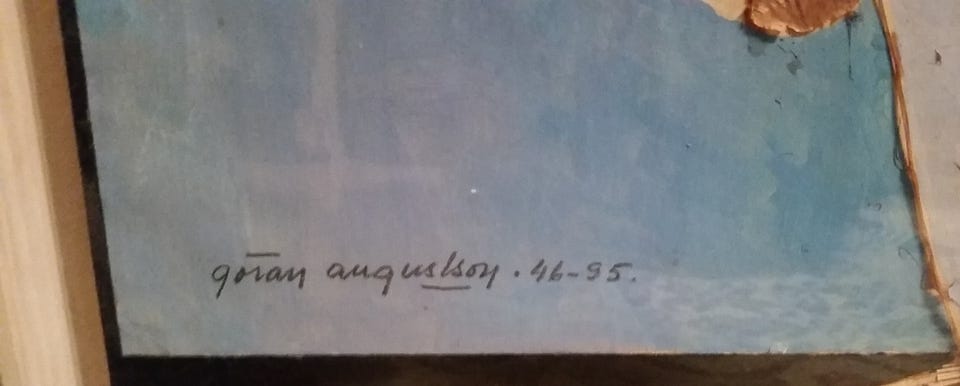 göran augustson . 46-95.